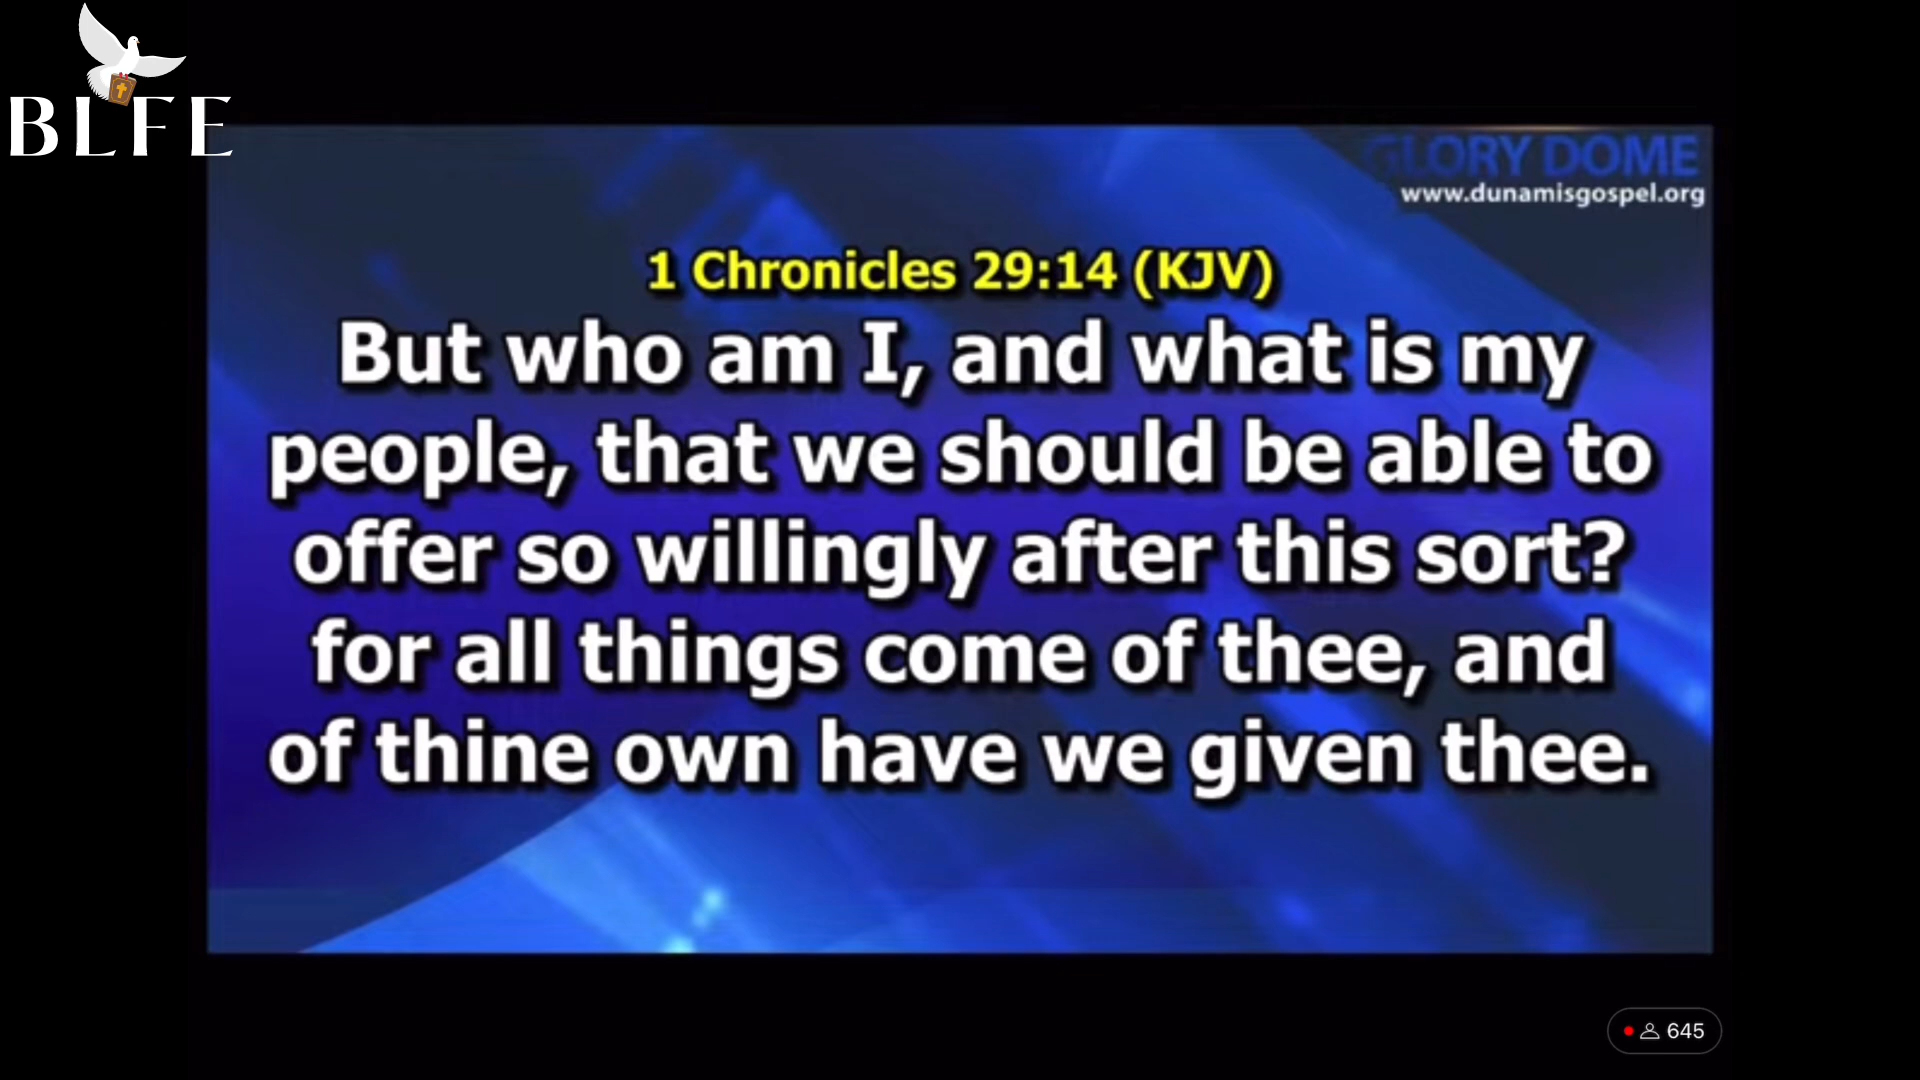 BLFE
GLORY DOME
www.dunamisgospel.org
1 Chronicles 29:14 (KJV)
But who am I, and what is my
people, that we should be able to
offer so willingly after this sort?
for all things come of thee, and
of thine own have we given thee.
645